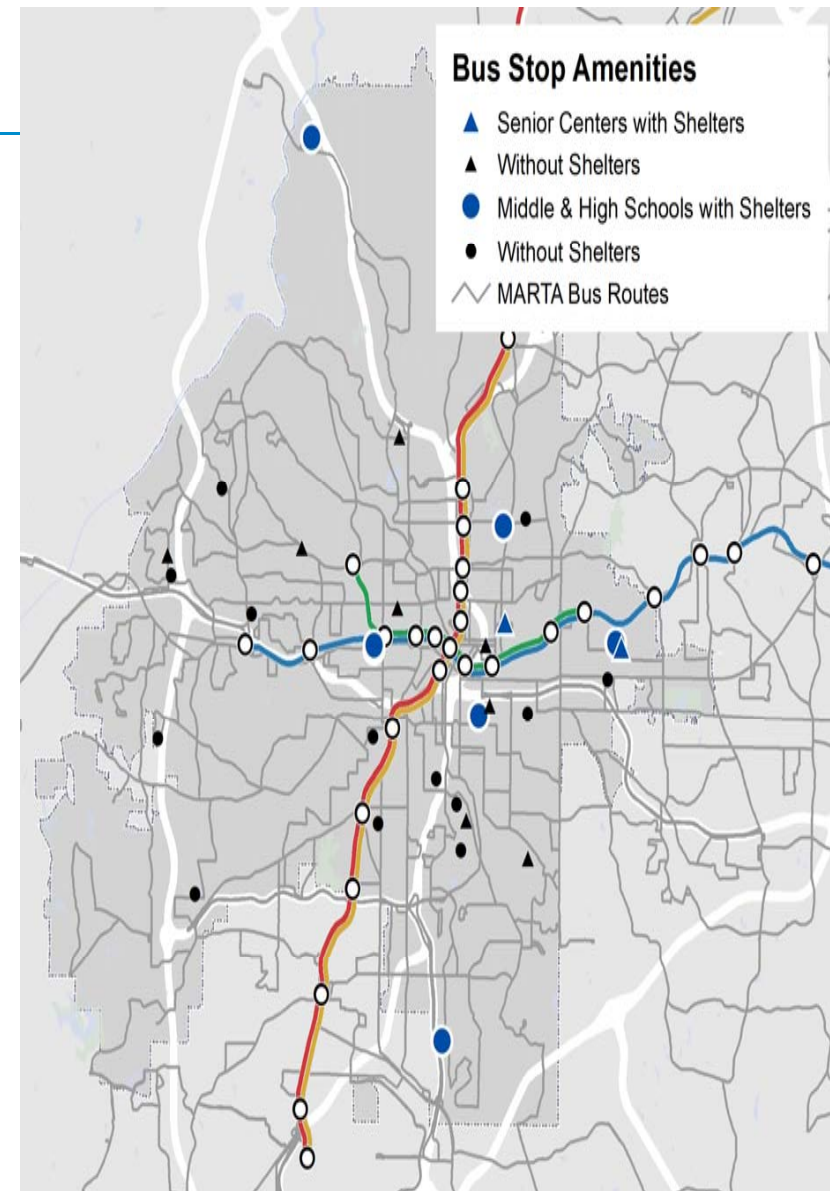 Bus Stop Amenities
Senior Centers with Shelters
Without Shelters
Middle & High Schools with Shelters
Without Shelters
MARTA Bus Routes